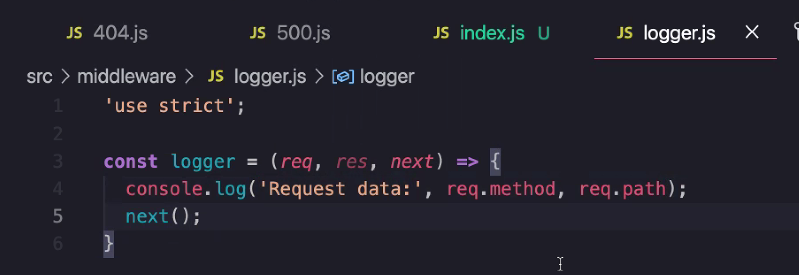 JS 404.js JS 500.js JS index.js U JS logger.js ×
src > middleware > JS logger.js > logger
1 'use strict';
2
3 const logger = (req, res, next) => {
4 console.log('Request data:', req.method, req.path);
5 next();
6 }